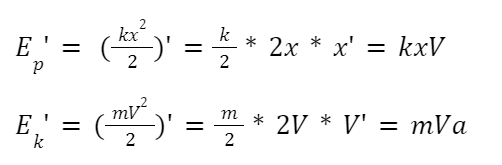 E_p' = (kx²/2)' = k/2 * 2x * x' = kxV
E_k' = (mV²/2)' = m/2 * 2V * V' = mVa